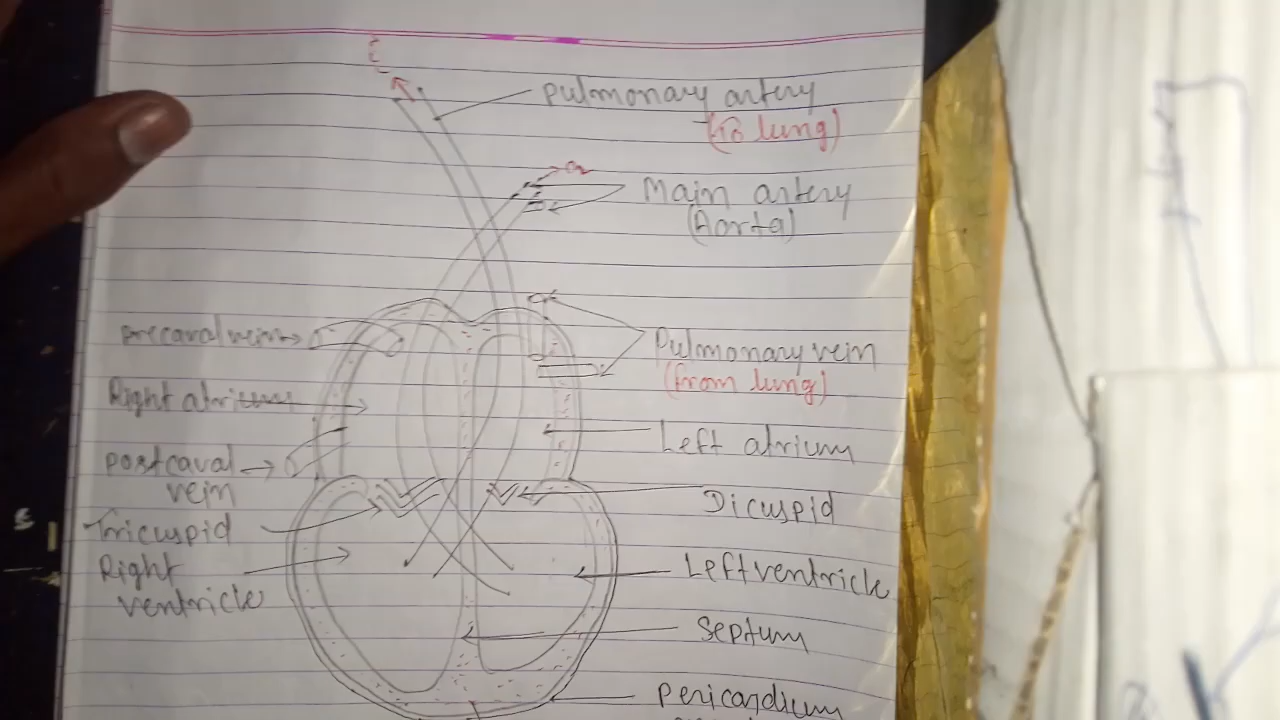 Pulmonary artery
(To lung)
Main artery
(Aorta)
precaval vein
Pulmonary vein
(from lung)
Right atrium
Left atrium
postcaval
vein
Dicuspid
Tricuspid
Right
ventricle
Left ventricle
Septum
Pericardium